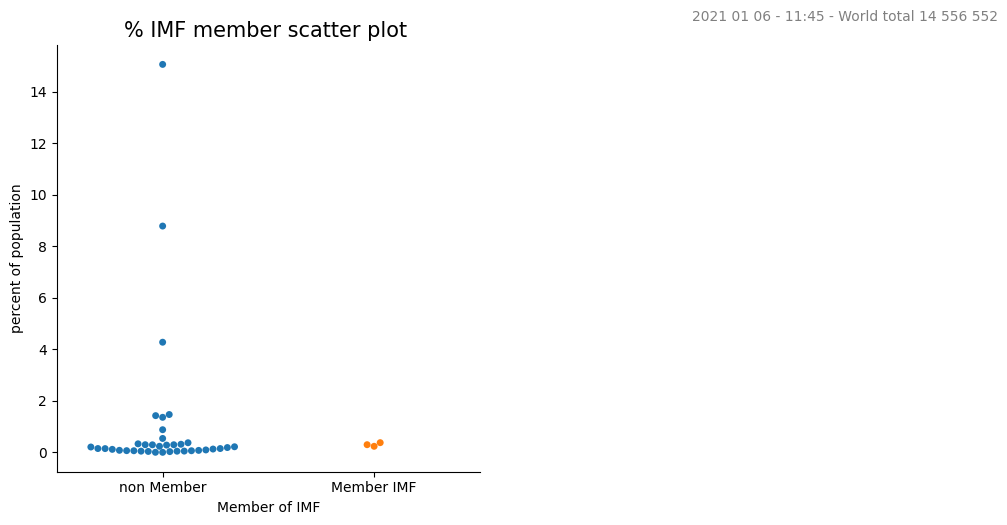 2021 01 06 - 11:45 - World total 14 556 552
% IMF member scatter plot
14
12
10
8
6
4
2
0
percent of population
non Member
Member IMF
Member of IMF